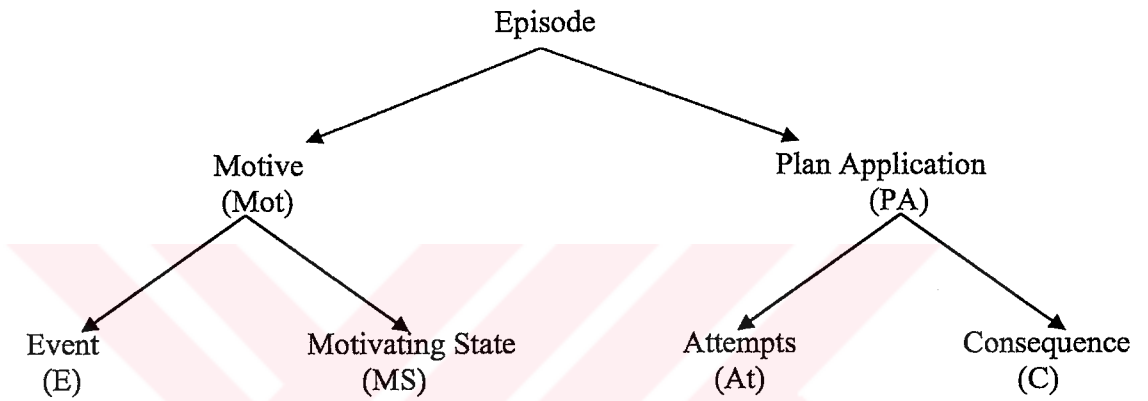 Episode
Motive
(Mot)
Plan Application
(PA)
Event
(E)
Motivating State
(MS)
Attempts
(At)
Consequence
(C)